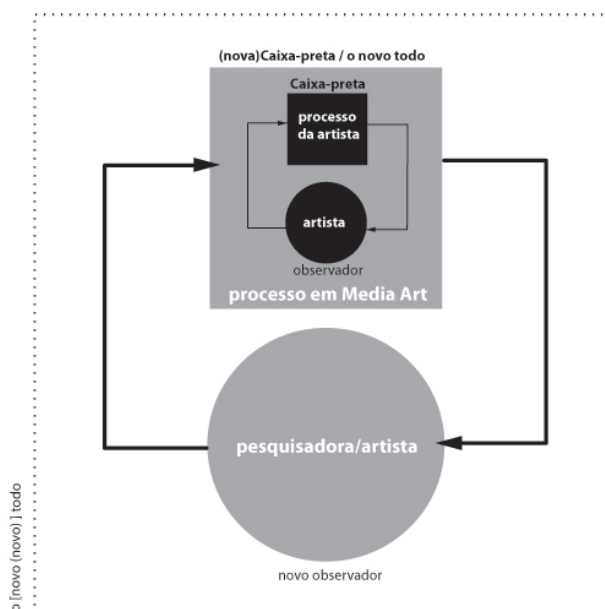 (nova)Caixa-preta / o novo todo
Caixa-preta
processo
da artista
artista
observador
processo em Media Art
pesquisadora/artista
novo observador
o [novo (novo) ] todo